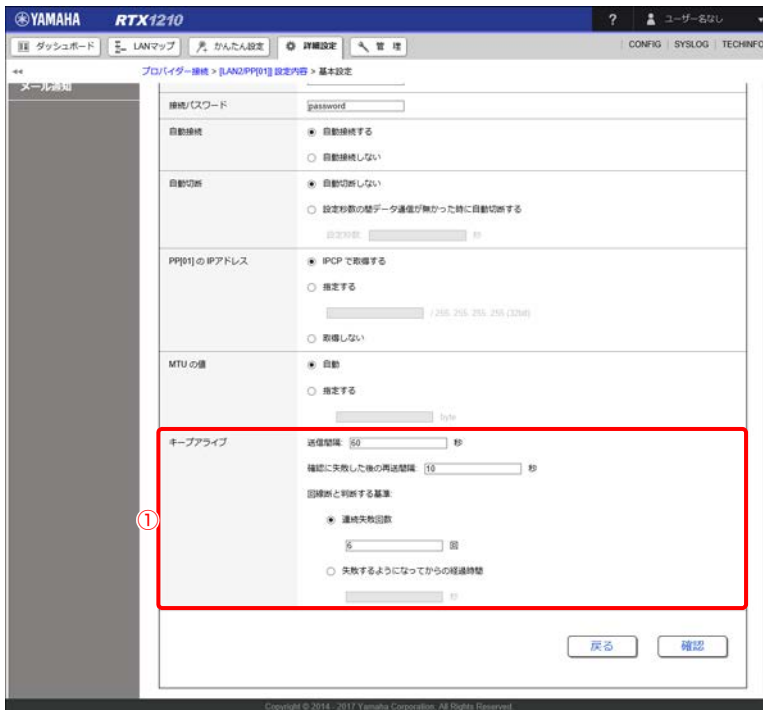 YAMAHA RTX1210 ? ユーザーなし
ダッシュボード LANマップ かんたん設定 詳細設定 管 理 CONFIG SYSLOG TECHINFO
プロバイダー接続 > [LAN2/PP[01]] 設定内容 > 基本設定
メール通知
接続パスワード password
自動接続 自動接続する
自動接続しない
自動切断 自動切断しない
設定秒数の間データ通信が無かった時に自動切断する
設定秒数: 秒
PP[01] の IPアドレス IPCP で取得する
指定する
/ 255. 255. 255. 255 (32bit)
取得しない
MTU の値 自動
指定する
byte
キープアライブ 送信間隔: 60 秒
確認に失敗した後の再送間隔: 10 秒
回線断と判断する基準:
① 連続失敗回数
6 回
失敗するようになってからの経過時間
秒
戻る 確認
Copyright © 2014 - 2017 Yamaha Corporation. All Rights Reserved.